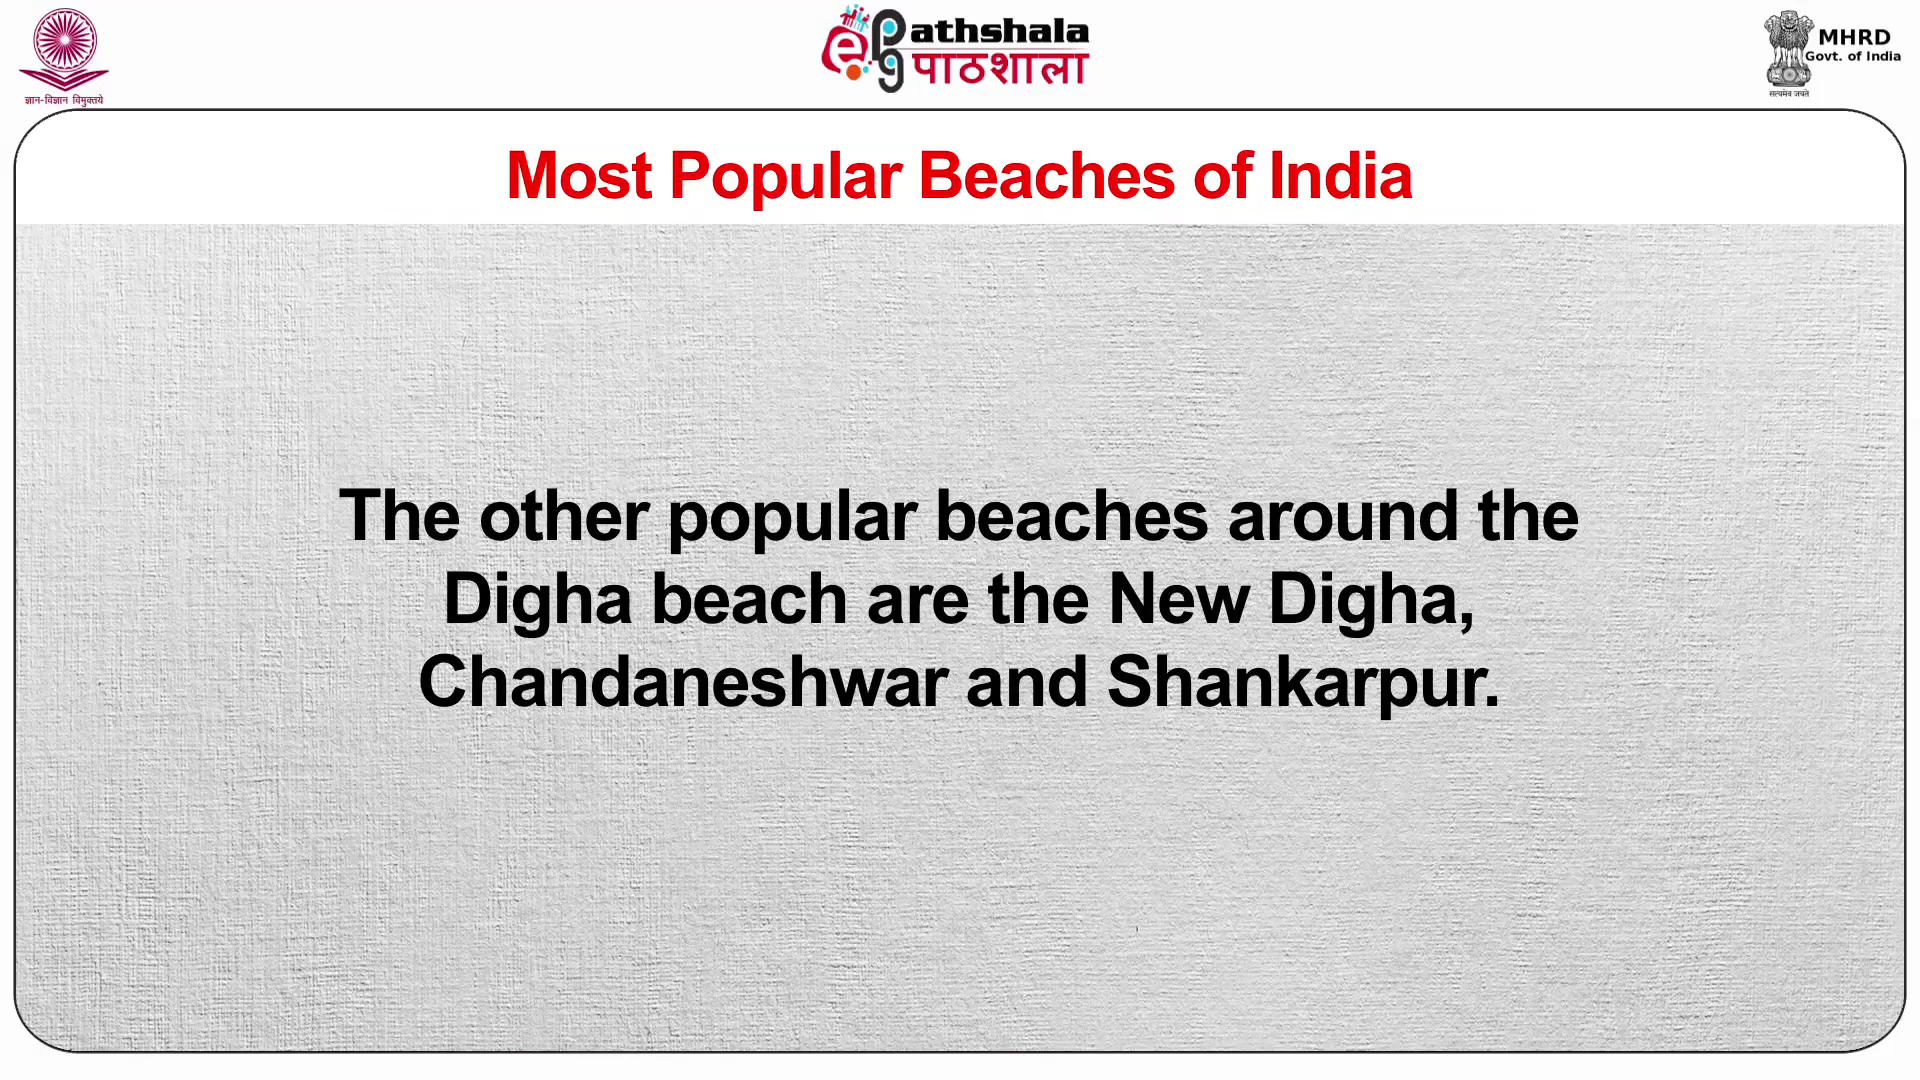 ज्ञान-विज्ञान विमुक्तये
e PG athshala
पाठशाला
MHRD
Govt. of India
सत्यमेव जयते
Most Popular Beaches of India
The other popular beaches around the
Digha beach are the New Digha,
Chandaneshwar and Shankarpur.